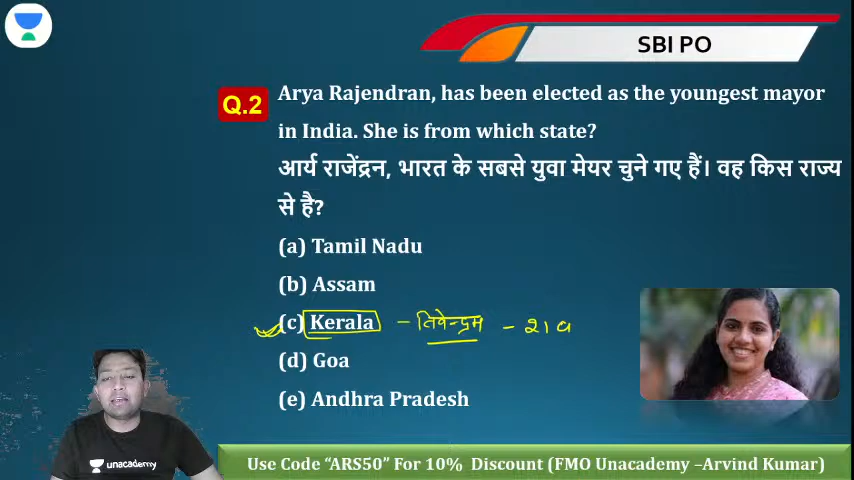 SBI PO
Q.2
Arya Rajendran, has been elected as the youngest mayor
in India. She is from which state?
आर्य राजेंद्रन, भारत के सबसे युवा मेयर चुने गए हैं। वह किस राज्य
से है?
(a) Tamil Nadu
(b) Assam
(c) Kerala – त्रिवेन्द्रम –
(d) Goa
(e) Andhra Pradesh
unacademy
Use Code “ARS50” For 10% Discount (FMO Unacademy –Arvind Kumar)